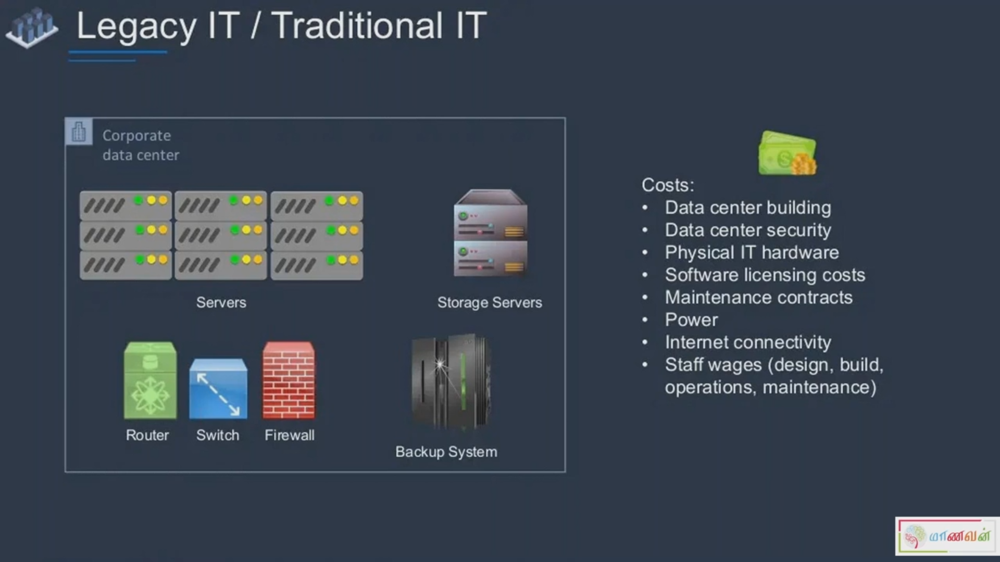 Legacy IT / Traditional IT
Corporate
data center
Servers
Storage Servers
Router
Switch
Firewall
Backup System
Costs:
• Data center building
• Data center security
• Physical IT hardware
• Software licensing costs
• Maintenance contracts
• Power
• Internet connectivity
• Staff wages (design, build,
operations, maintenance)
மாணவன்